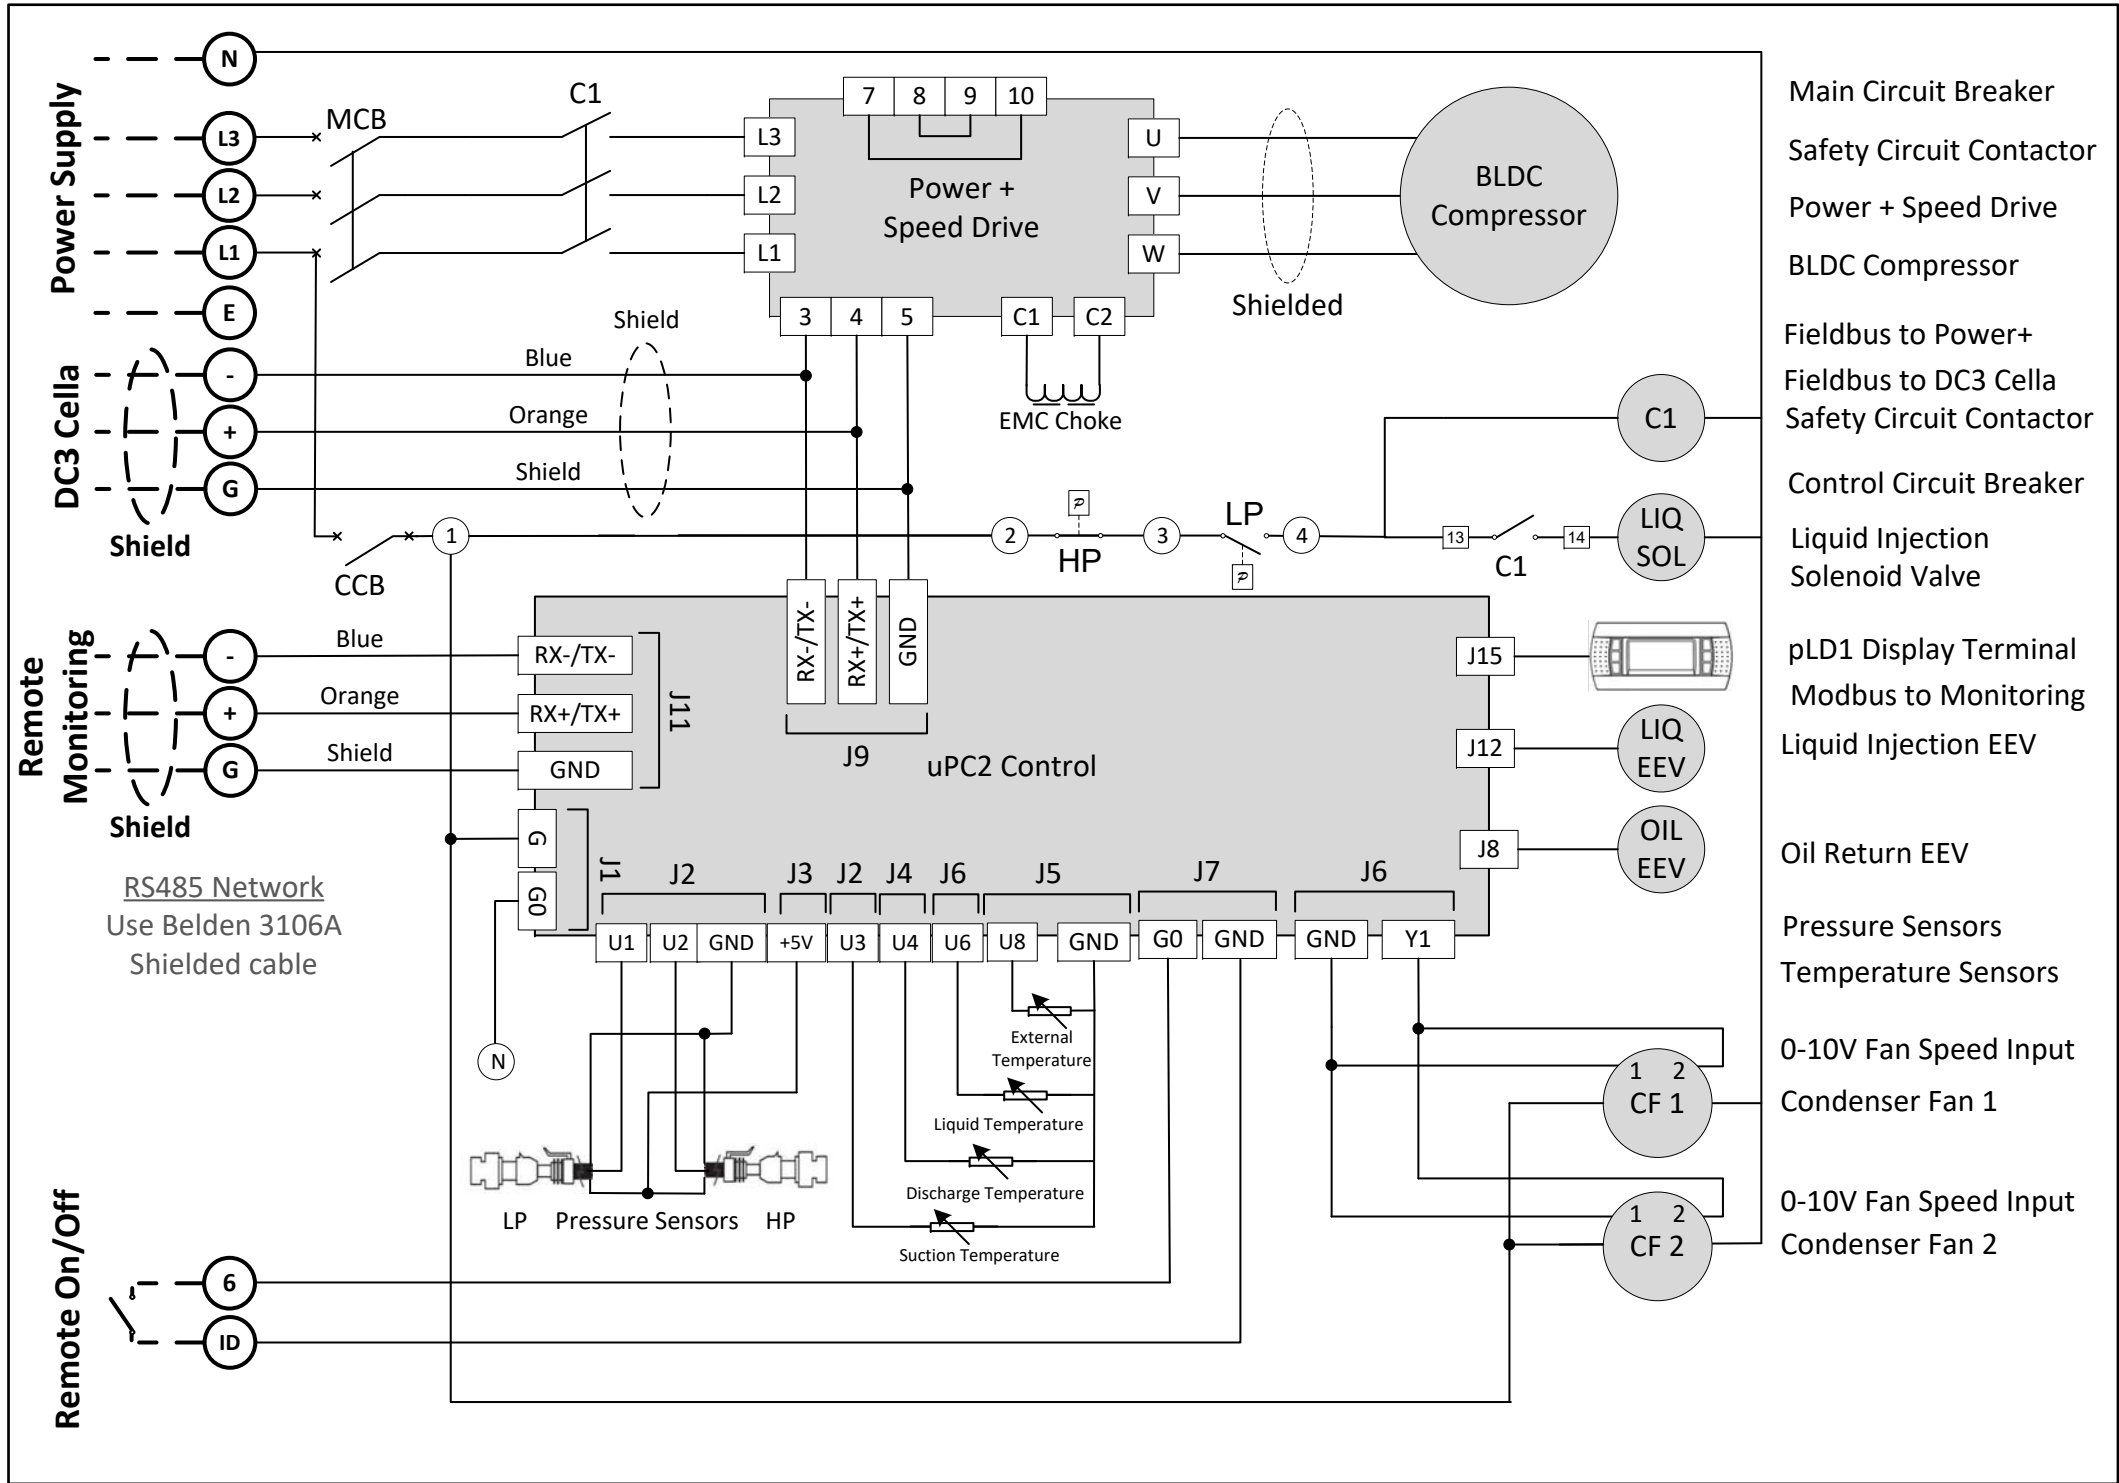 Power Supply
N
L3
L2
L1
E
MCB
C1
7 8 9 10
L3
L2
L1
Power +
Speed Drive
U
V
W
3 4 5
C1 C2
EMC Choke
Shielded
BLDC
Compressor
DC3 Cella
-
+
G
Shield
Blue
Orange
Shield
Shield
CCB
1
2
P
HP
3
LP
P
4
13
C1
14
C1
LIQ
SOL
Remote
Monitoring
-
+
G
Shield
Blue
Orange
Shield
RX-/TX-
RX+/TX+
GND
J11
RX-/TX-
RX+/TX+
GND
J9
uPC2 Control
J15
J12
J8
LIQ
EEV
OIL
EEV
RS485 Network
Use Belden 3106A
Shielded cable
G
G0
J1
N
J2 J3 J2 J4 J6 J5 J7 J6
U1 U2 GND +5V U3 U4 U6 U8 GND G0 GND GND Y1
External
Temperature
Liquid Temperature
Discharge Temperature
Suction Temperature
LP Pressure Sensors HP
1 2
CF 1
1 2
CF 2
Remote On/Off
6
ID
Main Circuit Breaker
Safety Circuit Contactor
Power + Speed Drive
BLDC Compressor
Fieldbus to Power+
Fieldbus to DC3 Cella
Safety Circuit Contactor
Control Circuit Breaker
Liquid Injection
Solenoid Valve
pLD1 Display Terminal
Modbus to Monitoring
Liquid Injection EEV
Oil Return EEV
Pressure Sensors
Temperature Sensors
0-10V Fan Speed Input
Condenser Fan 1
0-10V Fan Speed Input
Condenser Fan 2